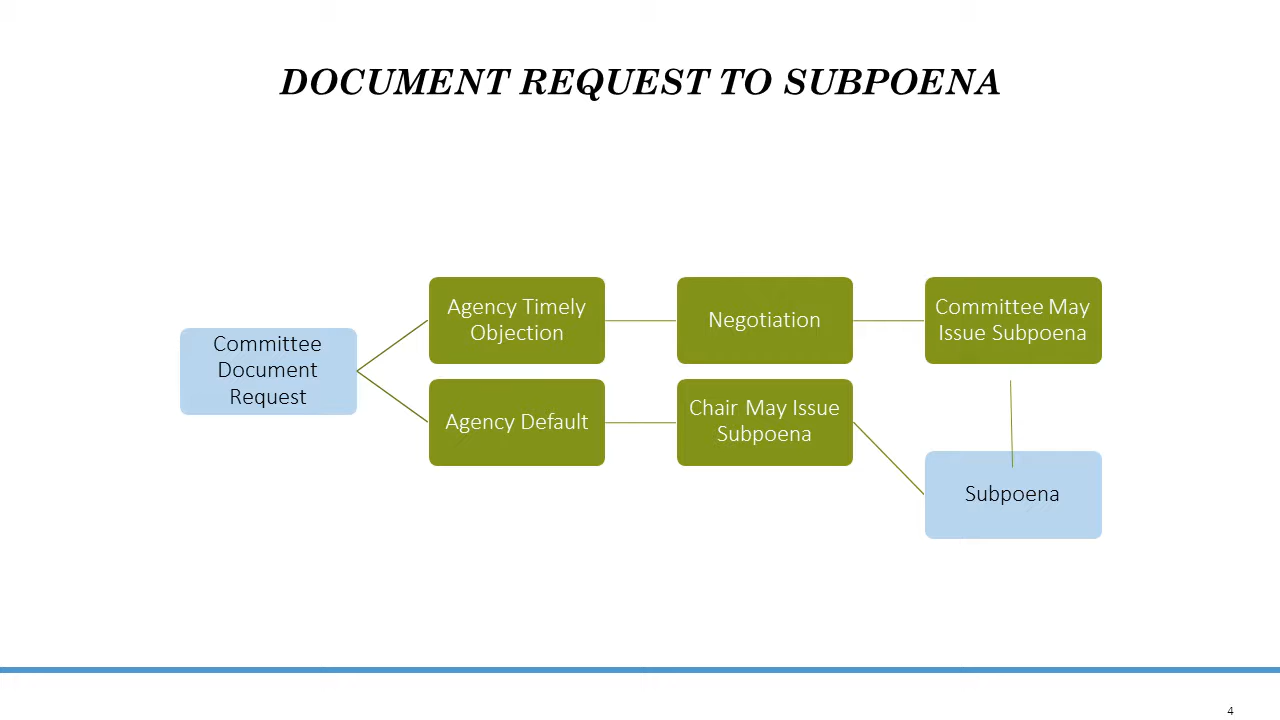 DOCUMENT REQUEST TO SUBPOENA
Committee
Document
Request
Agency Timely
Objection
Negotiation
Committee May
Issue Subpoena
Agency Default
Chair May Issue
Subpoena
Subpoena
4